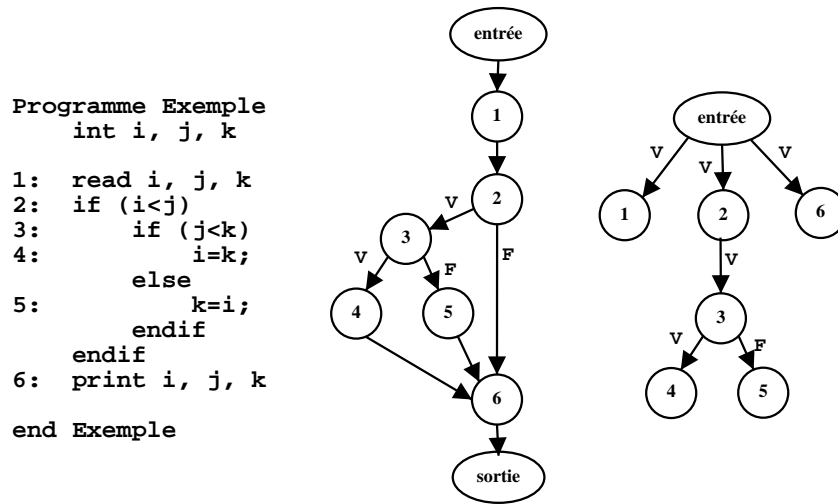 Programme Exemple
int i, j, k
1: read i, j, k
2: if (i<j)
3: if (j<k)
4: i=k;
else
5: k=i;
endif
endif
6: print i, j, k
end Exemple
entrée
1
2
V
3
F
V
F
4
5
6
sortie
entrée
V
V
V
1
2
6
V
3
V
F
4
5